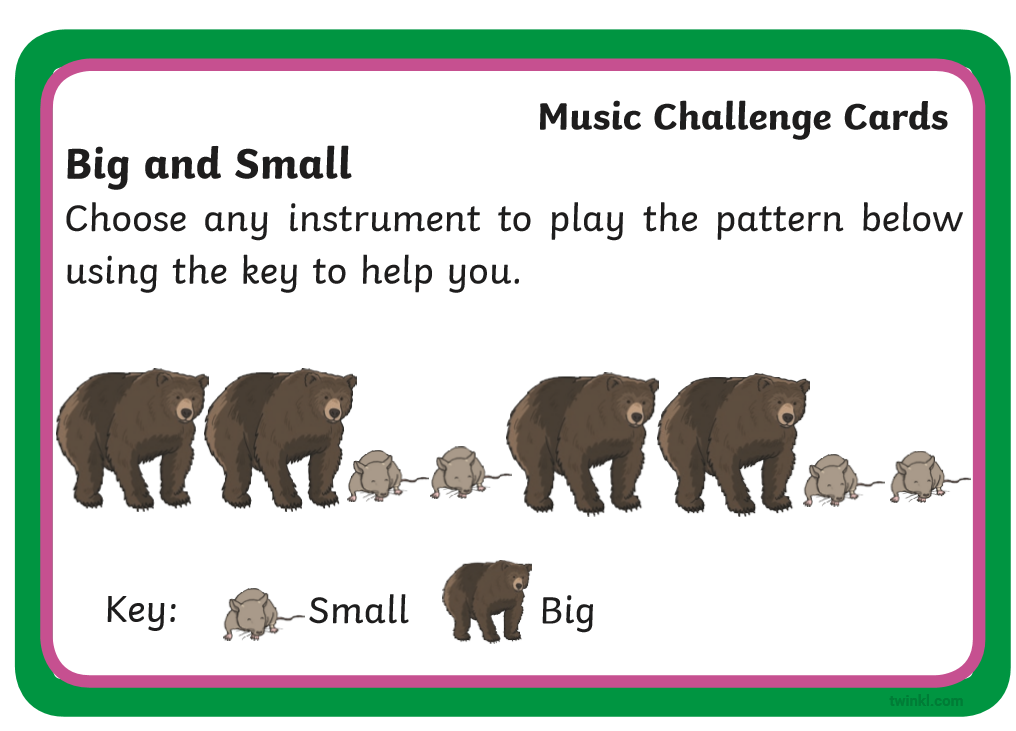 Music Challenge Cards
Big and Small
Choose any instrument to play the pattern below
using the key to help you.
Key: Small Big
twinkl.com